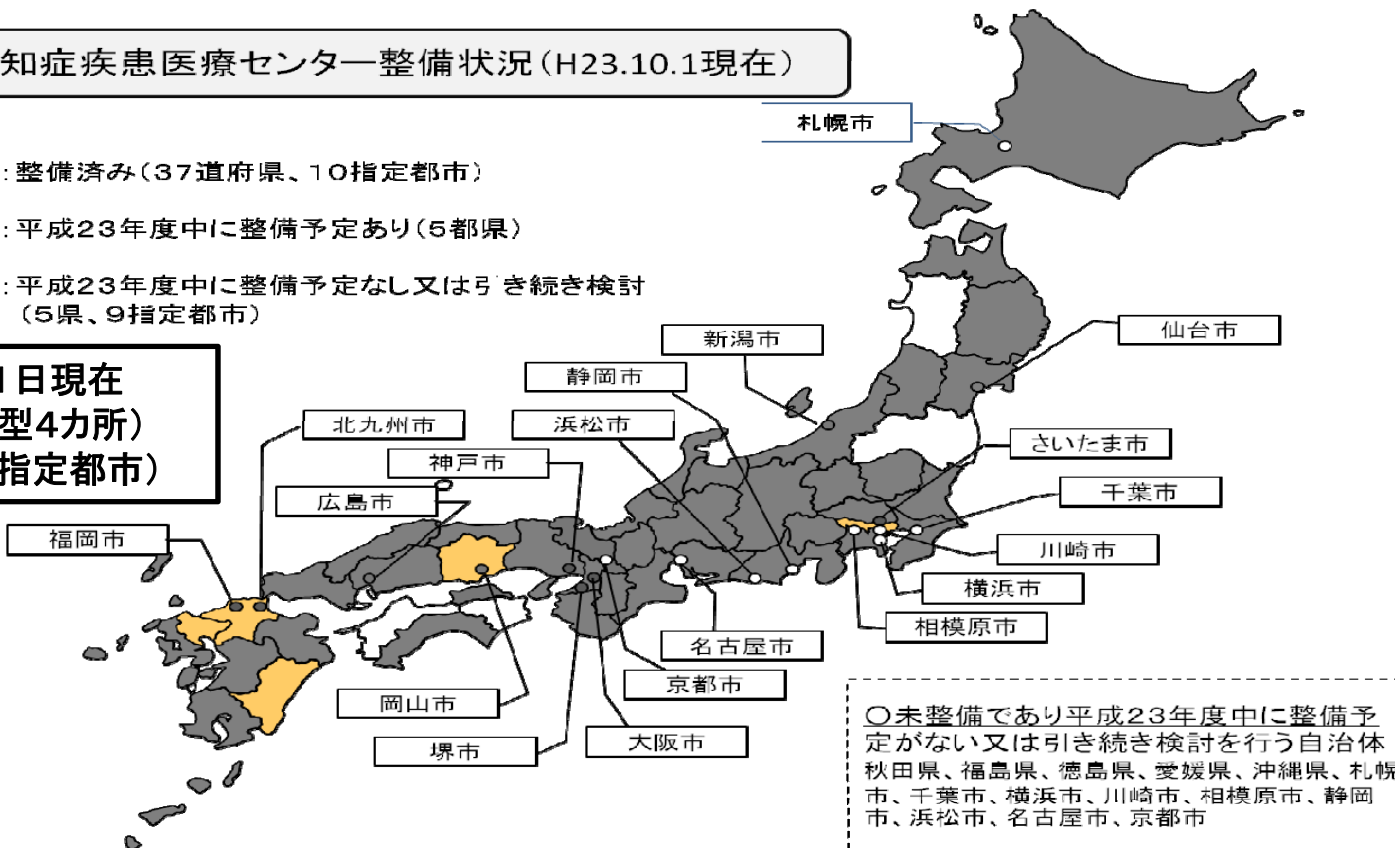 知症疾患医療センター整備状況(H23.10.1現在)
札幌市
:整備済み(37道府県、10指定都市)
:平成23年度中に整備予定あり(5都県)
:平成23年度中に整備予定なし又は引き続き検討
(5県、9指定都市)
1日現在
型4カ所)
指定都市)
新潟市
仙台市
静岡市
北九州市
浜松市
さいたま市
神戸市
広島市
千葉市
福岡市
川崎市
横浜市
相模原市
名古屋市
京都市
岡山市
大阪市
堺市
○未整備であり平成23年度中に整備予
定がない又は引き続き検討を行う自治体
秋田県、福島県、徳島県、愛媛県、沖縄県、札幌
市、千葉市、横浜市、川崎市、相模原市、静岡
市、浜松市、名古屋市、京都市